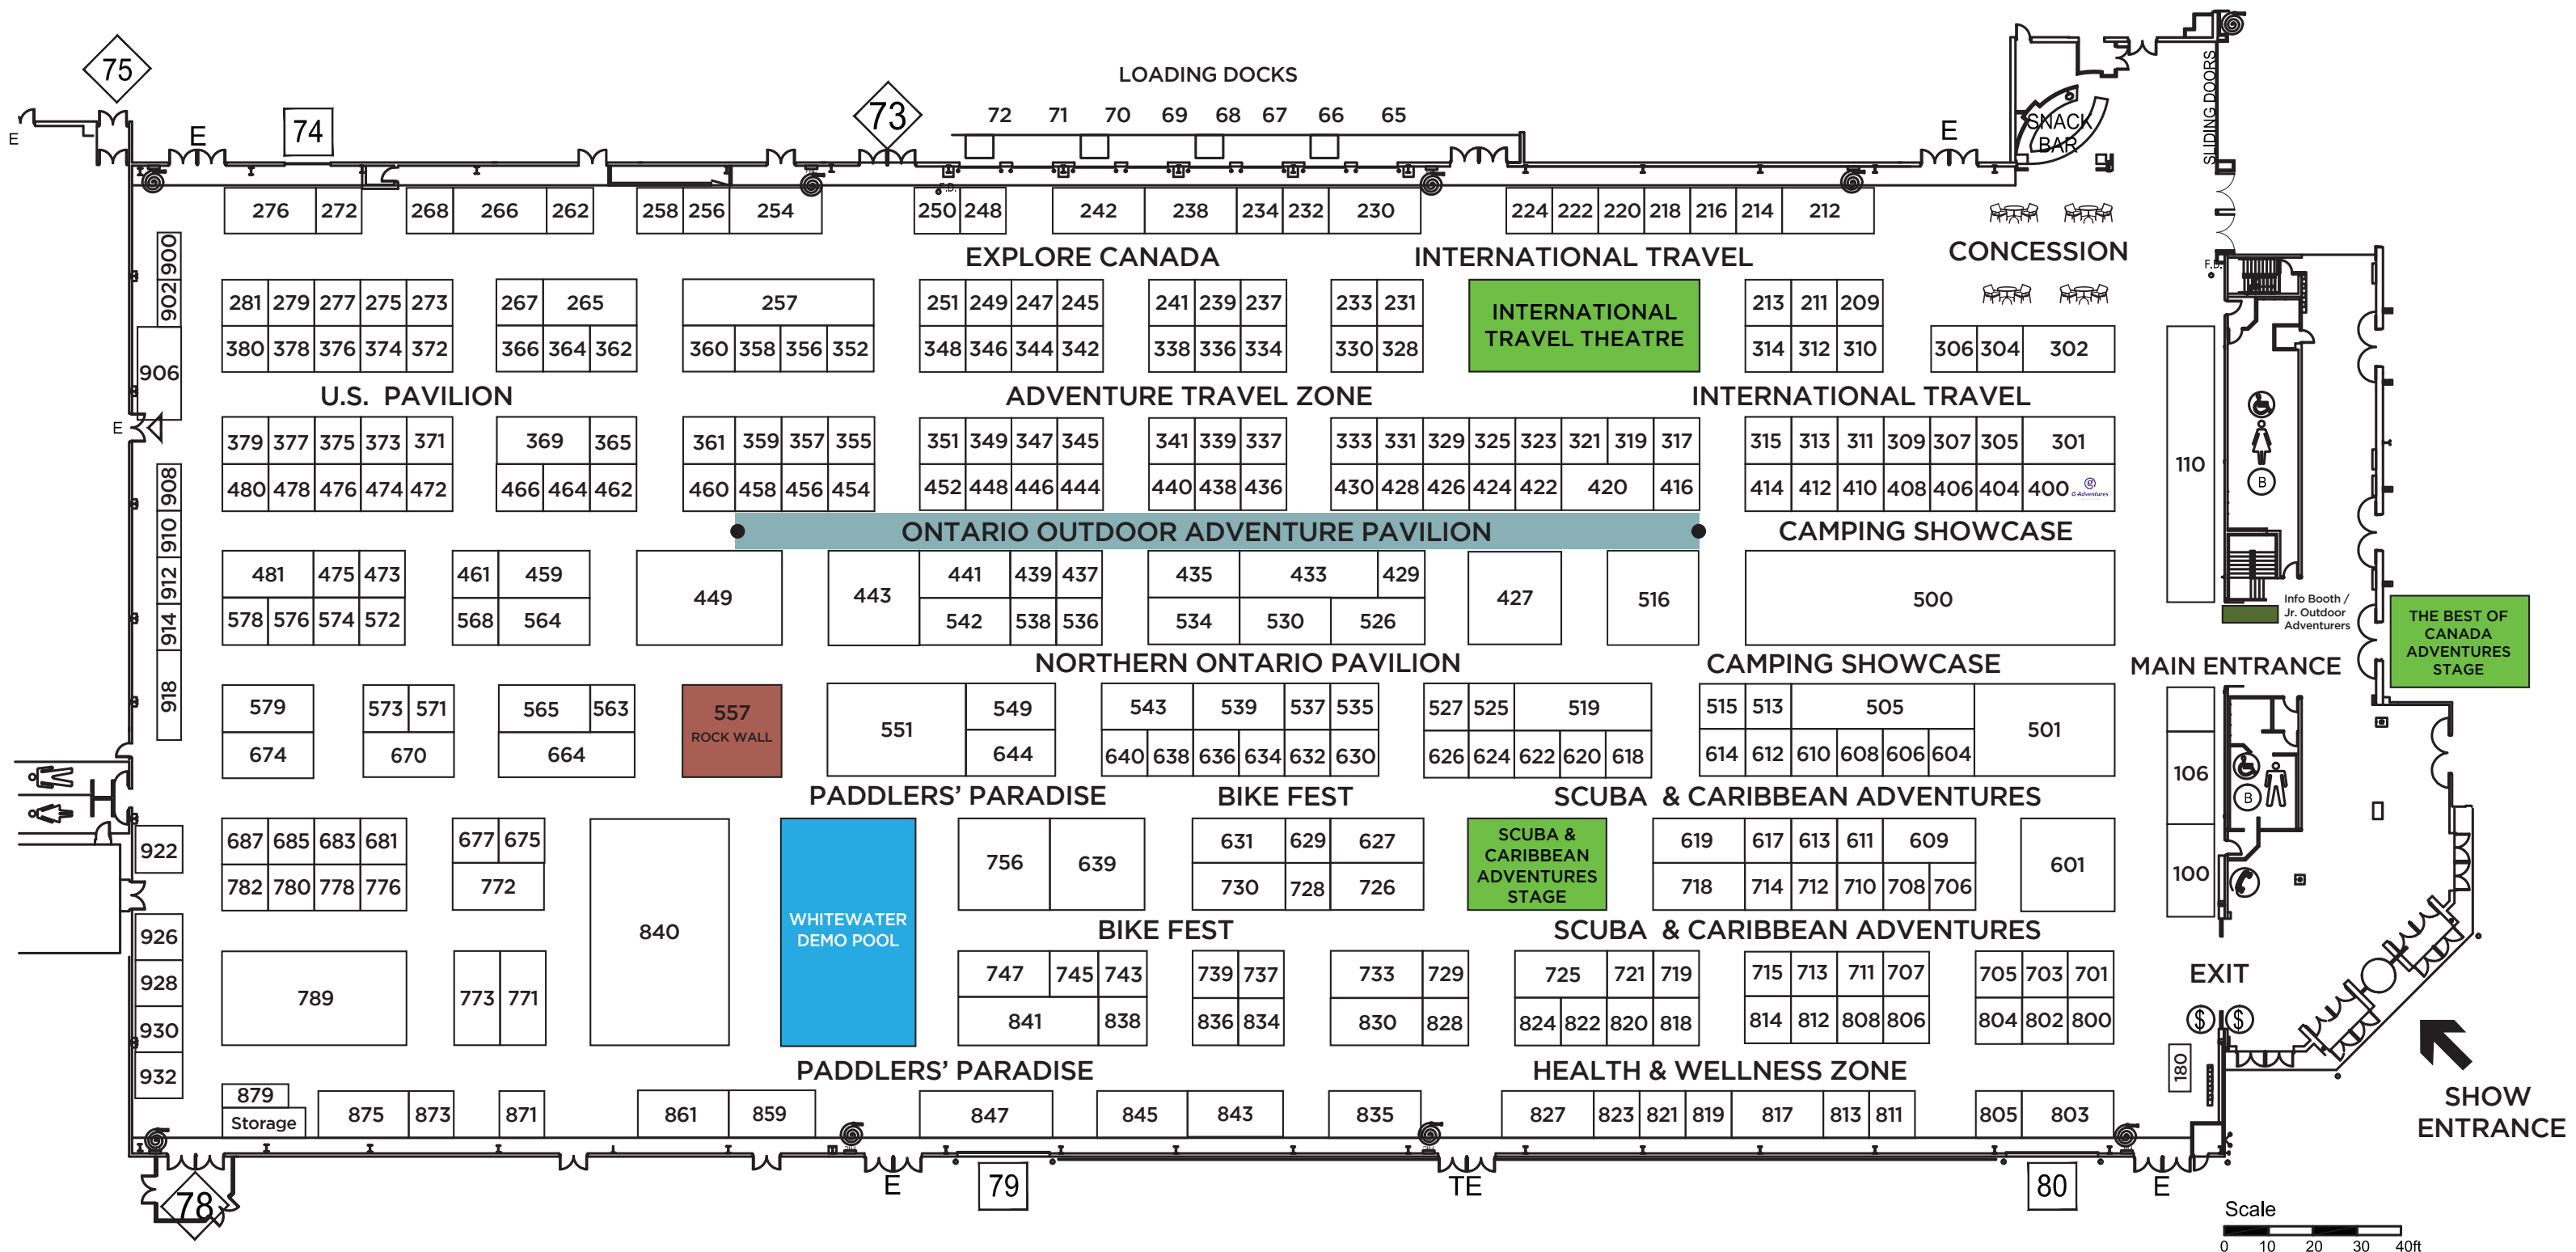 LOADING DOCKS
75
E
E
74
73
72 71 70 69 68 67 66 65
E
SNACK
BAR
SLIDING DOORS
F.D.
276 272 268 266 262 258 256 254 250 248 242 238 234 232 230 224 222 220 218 216 214 212
EXPLORE CANADA
INTERNATIONAL TRAVEL
CONCESSION
F.D.
900
902
906
281 279 277 275 273 267 265 257 251 249 247 245 241 239 237 233 231
INTERNATIONAL
TRAVEL THEATRE
213 211 209
380 378 376 374 372 366 364 362 360 358 356 352 348 346 344 342 338 336 334 330 328 314 312 310 306 304 302
U.S. PAVILION
ADVENTURE TRAVEL ZONE
INTERNATIONAL TRAVEL
E
379 377 375 373 371 369 365 361 359 357 355 351 349 347 345 341 339 337 333 331 329 325 323 321 319 317 315 313 311 309 307 305 301
110
B
480 478 476 474 472 466 464 462 460 458 456 454 452 448 446 444 440 438 436 430 428 426 424 422 420 416 414 412 410 408 406 404 400
G Adventures
908
910
912
914
918
ONTARIO OUTDOOR ADVENTURE PAVILION
CAMPING SHOWCASE
481 475 473 461 459 449 443 441 439 437 435 433 429 427 516 500
578 576 574 572 568 564 542 538 536 534 530 526
Info Booth /
Jr. Outdoor
Adventurers
THE BEST OF
CANADA
ADVENTURES
STAGE
NORTHERN ONTARIO PAVILION
CAMPING SHOWCASE
MAIN ENTRANCE
579 573 571 565 563
557
ROCK WALL
551 549 543 539 537 535 527 525 519 515 513 505 501
674 670 664 644 640 638 636 634 632 630 626 624 622 620 618 614 612 610 608 606 604
106
B
100
PADDLERS' PARADISE
BIKE FEST
SCUBA & CARIBBEAN ADVENTURES
922
687 685 683 681 677 675 840
WHITEWATER
DEMO POOL
756 639 631 629 627
SCUBA &
CARIBBEAN
ADVENTURES
STAGE
619 617 613 611 609 601
782 780 778 776 772 730 728 726 718 714 712 710 708 706
BIKE FEST
SCUBA & CARIBBEAN ADVENTURES
926
928
930
932
789 773 771 747 745 743 739 737 733 729 725 721 719 715 713 711 707 705 703 701
841 838 836 834 830 828 824 822 820 818 814 812 808 806 804 802 800
EXIT
$ $
180
PADDLERS' PARADISE
HEALTH & WELLNESS ZONE
SHOW
ENTRANCE
879
Storage
875 873 871 861 859 847 845 843 835 827 823 821 819 817 813 811 805 803
78
E
79
TE
80
E
Scale
0 10 20 30 40ft